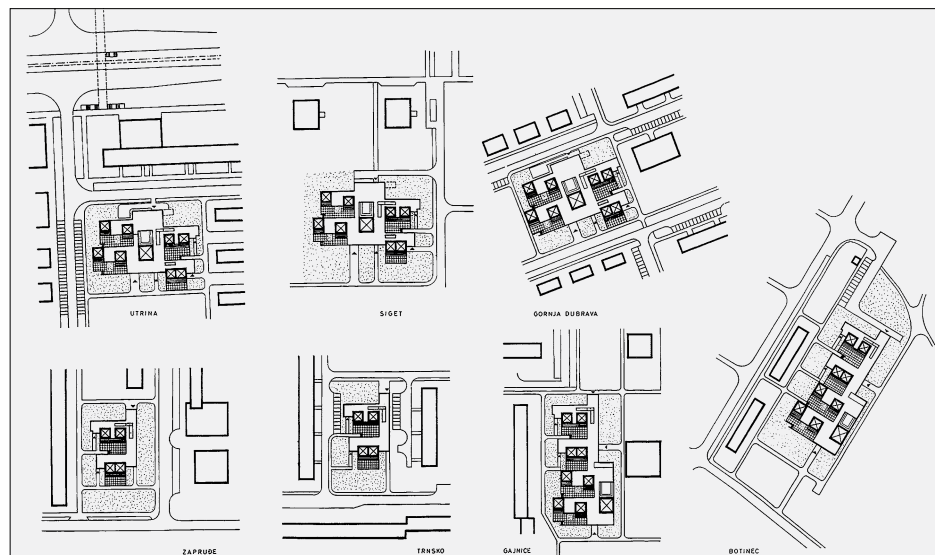 UTRINA
SIGET
GORNJA DUBRAVA
ZAPRUĐE
TRNSKO
GAJNICE
BOTINEC